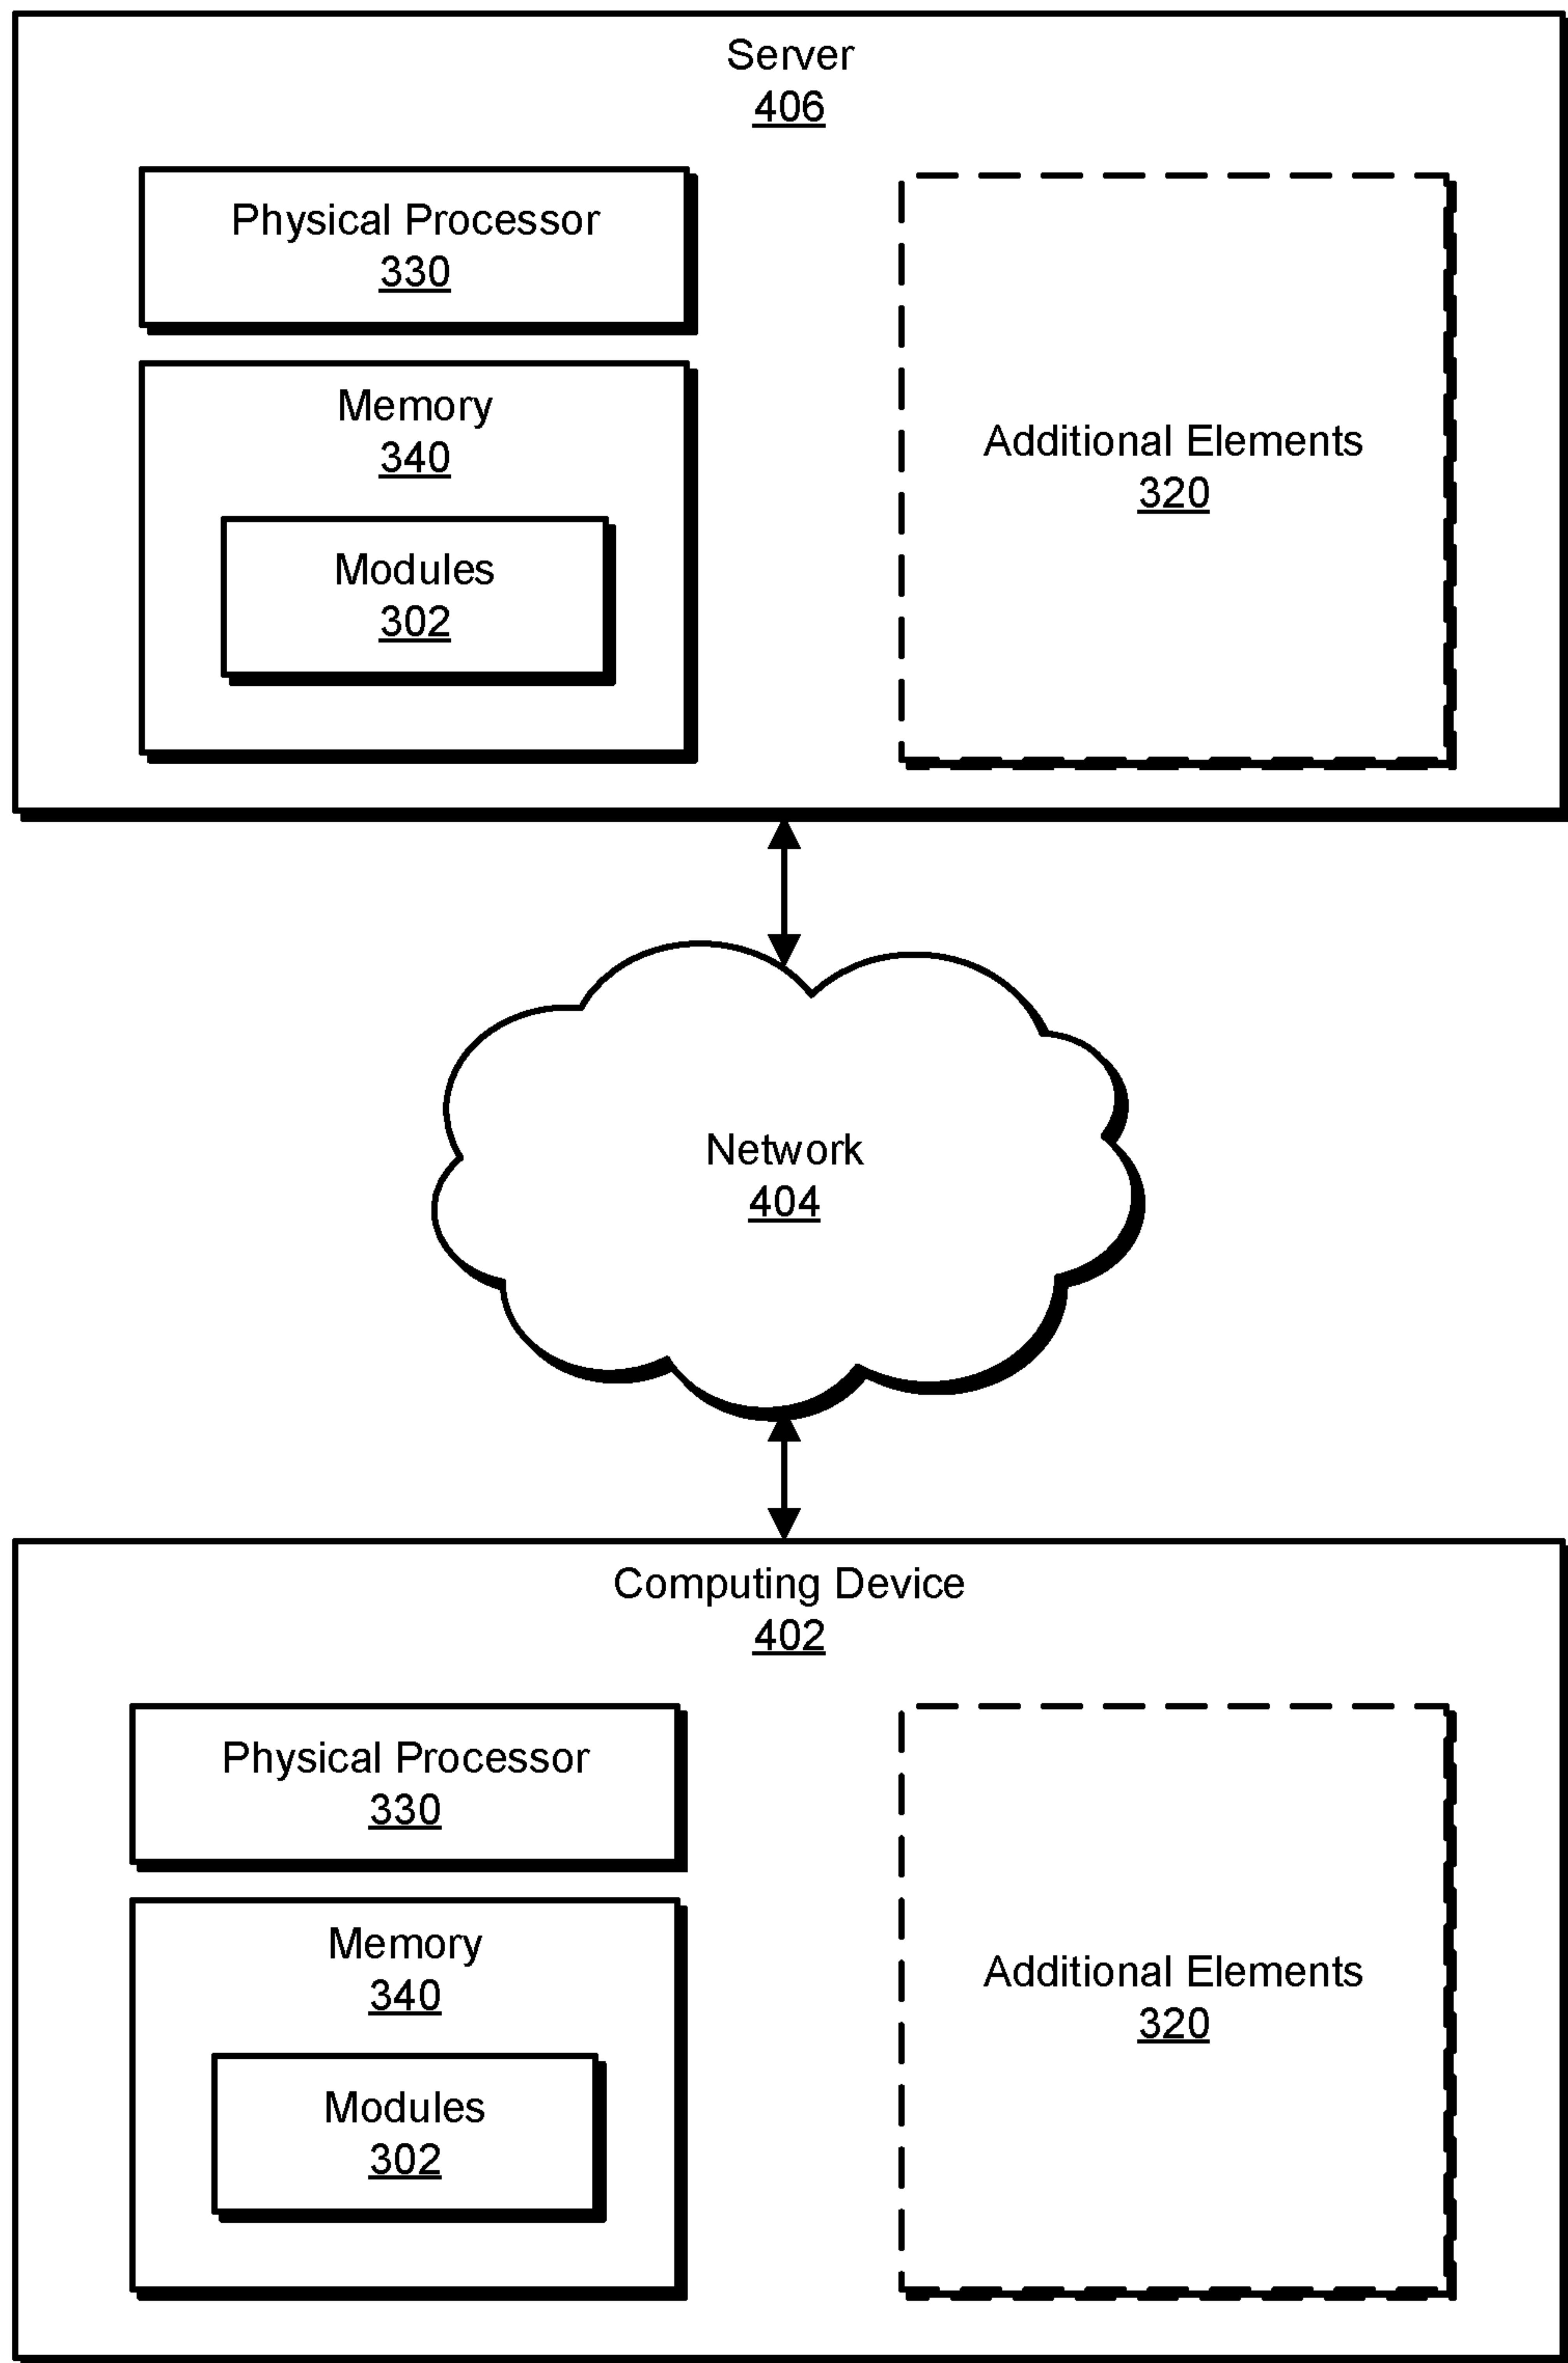 Server
406
Physical Processor
330
Memory
340
Modules
302
Additional Elements
320
Network
404
Computing Device
402
Physical Processor
330
Memory
340
Modules
302
Additional Elements
320